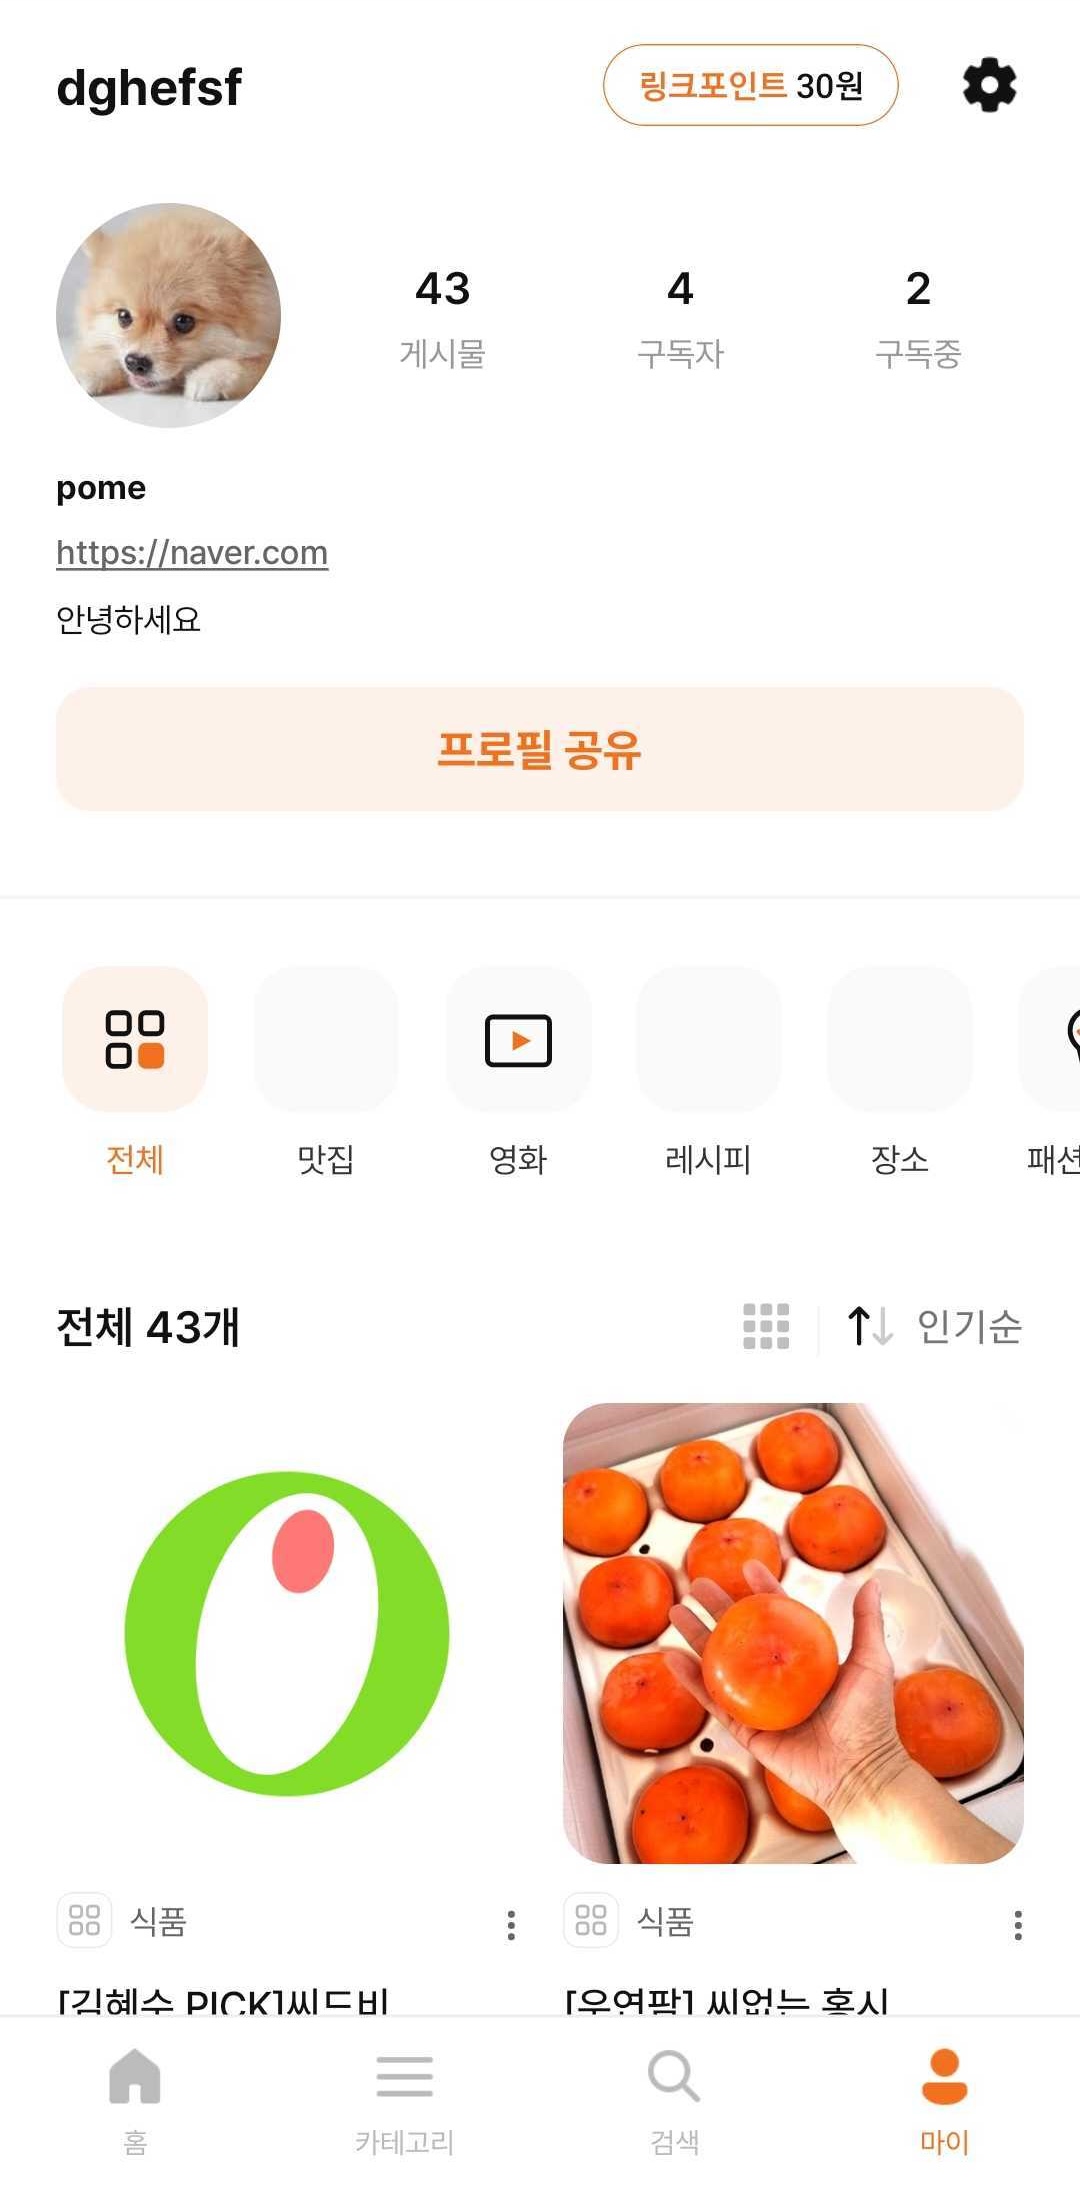 dghefsf
링크포인트 30원
43
4
2
게시물
구독자
구독중
pome
https://naver.com
안녕하세요
프로필 공유
전체
맛집
영화
레시피
장소
패션
전체 43개
인기순
식품
식품
[김혜수 PICK]씨드비
[우연팜] 씨없는 홍시
홈
카테고리
검색
마이